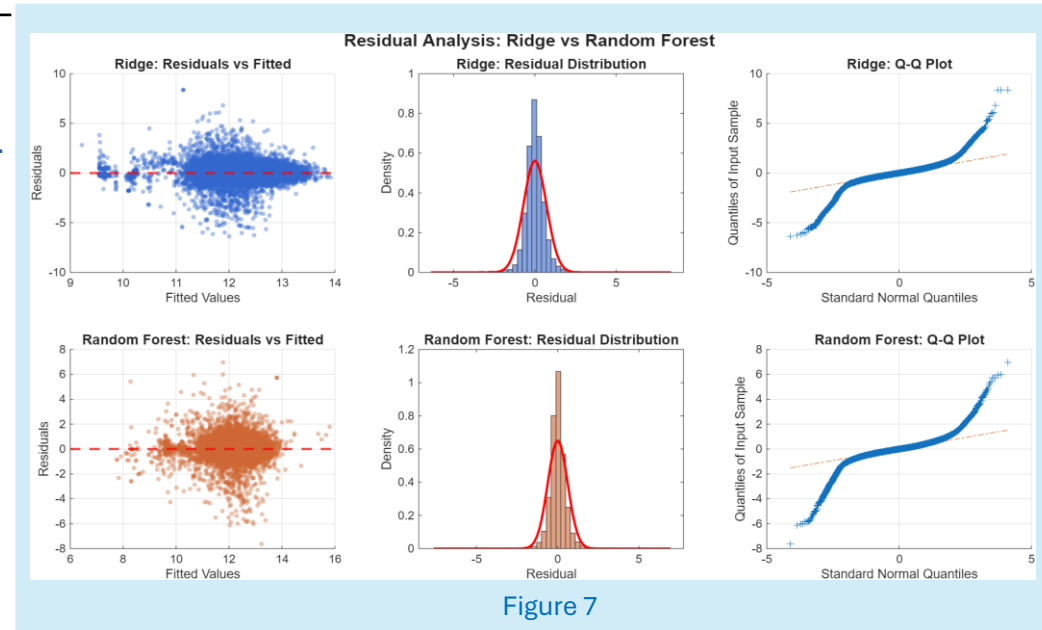 Residual Analysis: Ridge vs Random Forest
Ridge: Residuals vs Fitted
10
5
0
-5
-10
Residuals
9 10 11 12 13 14
Fitted Values
Ridge: Residual Distribution
1
0.8
0.6
0.4
0.2
0
Density
-5 0 5
Residual
Ridge: Q-Q Plot
10
5
0
-5
-10
Quantiles of Input Sample
-5 0 5
Standard Normal Quantiles
Random Forest: Residuals vs Fitted
8
6
4
2
0
-2
-4
-6
-8
Residuals
6 8 10 12 14 16
Fitted Values
Random Forest: Residual Distribution
1.2
1
0.8
0.6
0.4
0.2
0
Density
-5 0 5
Residual
Random Forest: Q-Q Plot
8
6
4
2
0
-2
-4
-6
-8
Quantiles of Input Sample
-5 0 5
Standard Normal Quantiles
Figure 7